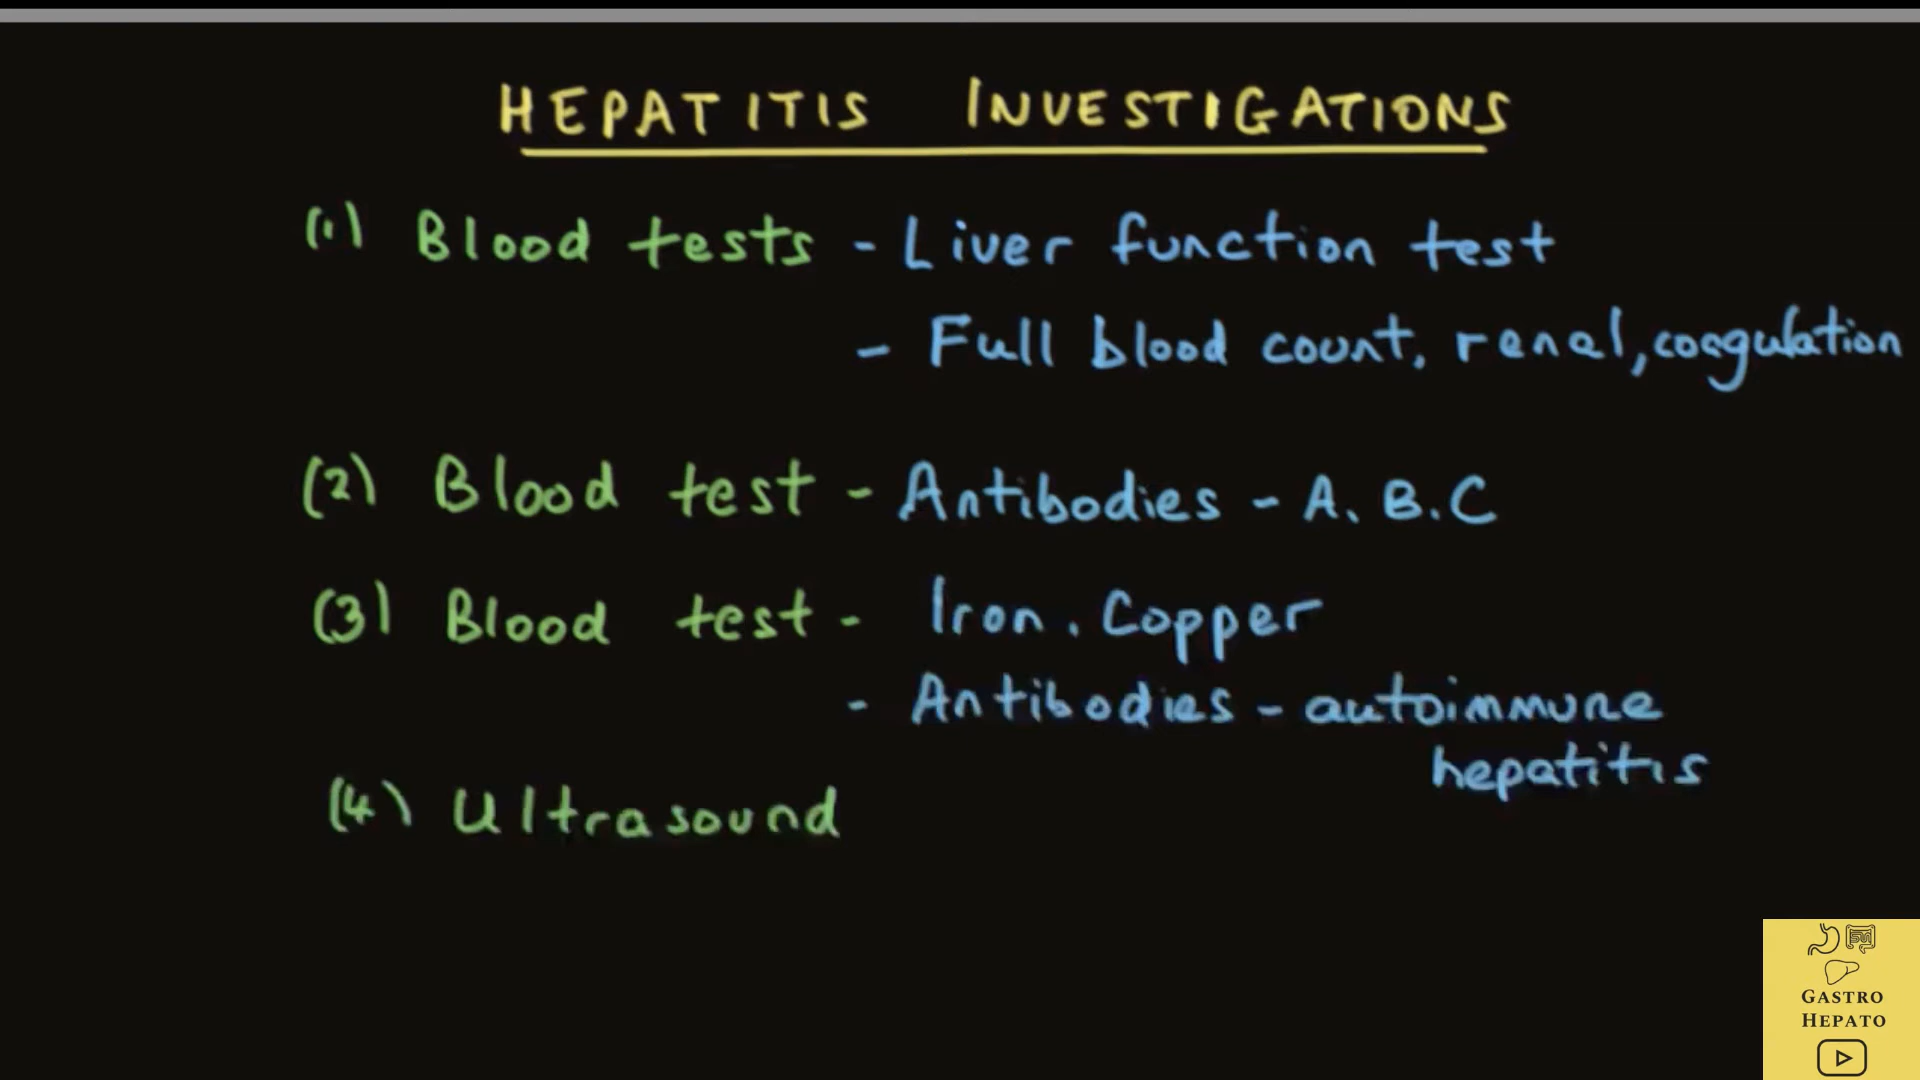 HEPATITIS INVESTIGATIONS
(1) Blood tests - Liver function test
- Full blood count, renal, coagulation
(2) Blood test - Antibodies - A. B. C
(3) Blood test - Iron, Copper
- Antibodies - autoimmune
hepatitis
(4) Ultrasound
GASTRO
HEPATO